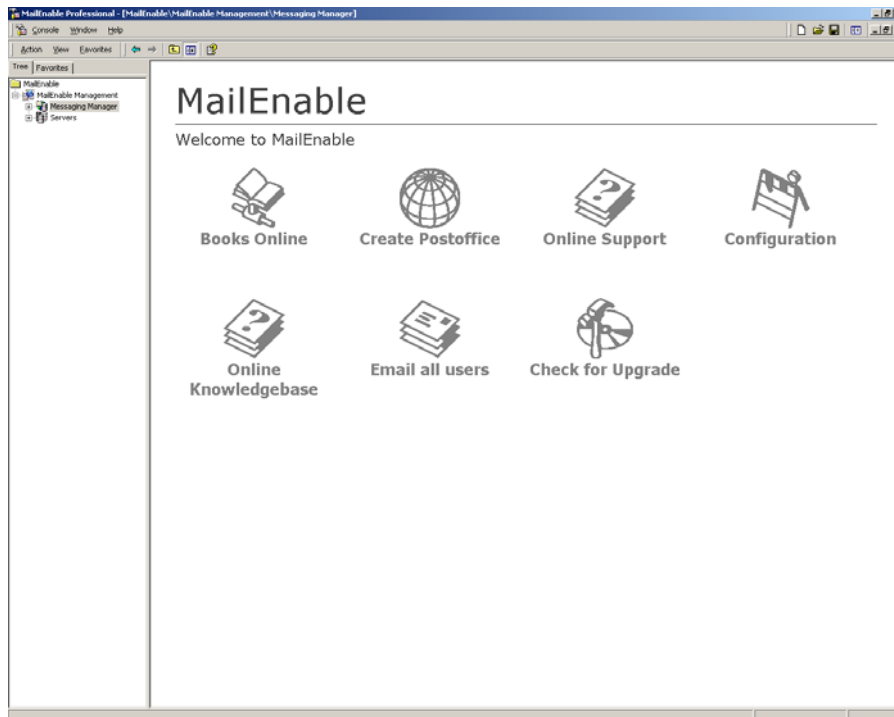 MailEnable Professional - [MailEnable\MailEnable Management\Messaging Manager]
Console Window Help
Action View Favorites
Tree Favorites
MailEnable
MailEnable Management
Messaging Manager
Servers
MailEnable
Welcome to MailEnable
Books Online
Create Postoffice
Online Support
Configuration
Online
Knowledgebase
Email all users
Check for Upgrade